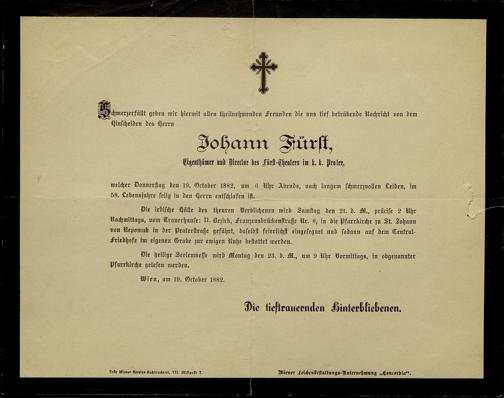 Schmerzerfüllt geben wir hiermit allen theilnehmenden Freunden die uns tief betrübende Nachricht von dem
Hinscheiden des Herrn
Johann Fürst,
Eigenthümer und Director des Fürst-Theaters im k. k. Prater,
welcher Donnerstag den 19. October 1882, um 6 Uhr Abends, nach langem schmerzvollen Leiden, im
58. Lebensjahre selig in den Herrn entschlafen ist.
Die irdische Hülle des theuren Verblichenen wird Samstag den 21. d. M., präcise 2 Uhr
Nachmittags, vom Trauerhause: II. Bezirk, Franzensbrückenstraße Nr. 8, in die Pfarrkirche zu St. Johann
von Nepomuk in der Praterstraße geführt, daselbst feierlichst eingesegnet und sodann auf dem Central-
Friedhofe im eigenen Grabe zur ewigen Ruhe bestattet werden.
Die heilige Seelenmesse wird Montag den 23. d. M., um 9 Uhr Vormittags, in obgenannter
Pfarrkirche gelesen werden.
Wien, am 19. October 1882.
Die tieftrauernden Hinterbliebenen.
Erste Wiener Vereins-Buchdruckerei, VII.
Wiener Leichenbestattungs-Unternehmung „Concordia“.